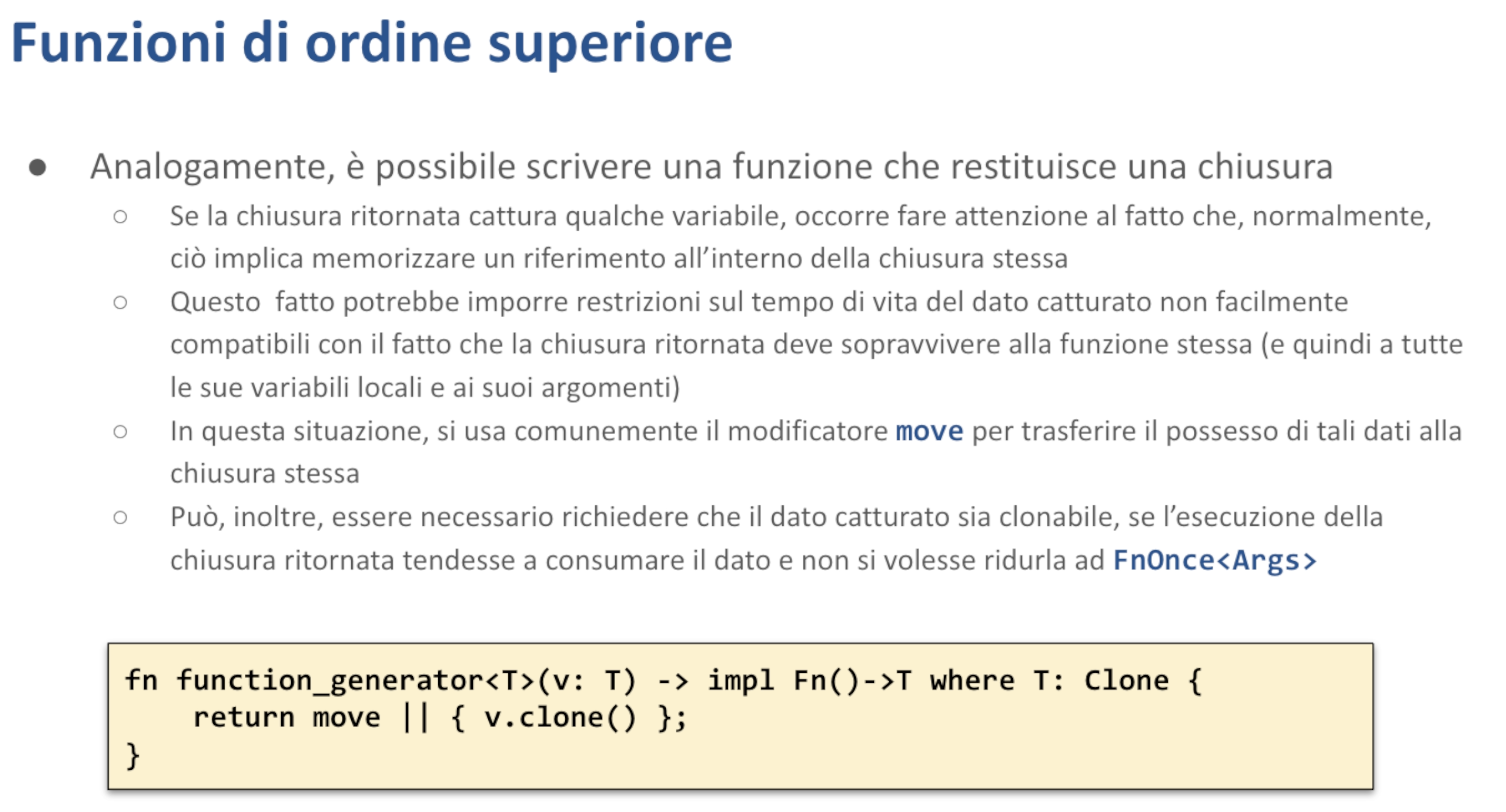 Funzioni di ordine superiore
● Analogamente, è possibile scrivere una funzione che restituisce una chiusura
○ Se la chiusura ritornata cattura qualche variabile, occorre fare attenzione al fatto che, normalmente,
ciò implica memorizzare un riferimento all’interno della chiusura stessa
○ Questo  fatto potrebbe imporre restrizioni sul tempo di vita del dato catturato non facilmente
compatibili con il fatto che la chiusura ritornata deve sopravvivere alla funzione stessa (e quindi a tutte
le sue variabili locali e ai suoi argomenti)
○ In questa situazione, si usa comunemente il modificatore move per trasferire il possesso di tali dati alla
chiusura stessa
○ Può, inoltre, essere necessario richiedere che il dato catturato sia clonabile, se l’esecuzione della
chiusura ritornata tendesse a consumare il dato e non si volesse ridurla ad FnOnce<Args>
fn function_generator<T>(v: T) -> impl Fn()->T where T: Clone {
    return move || { v.clone() };
}